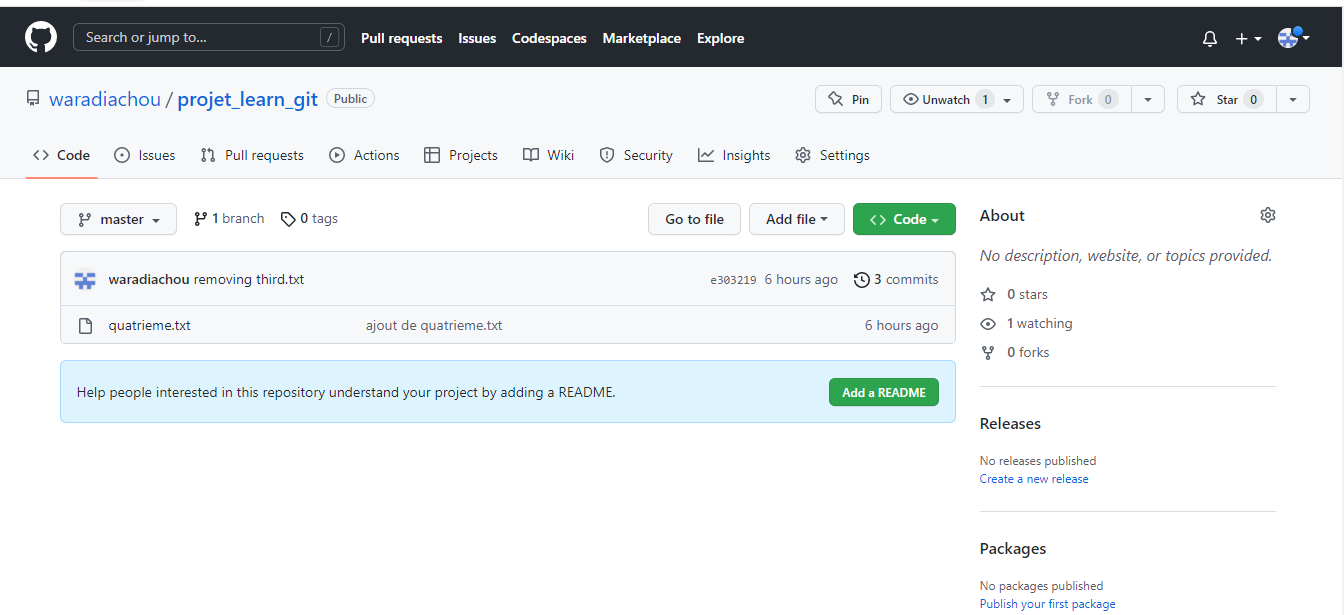 Search or jump to... / Pull requests Issues Codespaces Marketplace Explore
waradiachou / projet_learn_git Public Pin Unwatch 1 Fork 0 Star 0
Code Issues Pull requests Actions Projects Wiki Security Insights Settings
master 1 branch 0 tags Go to file Add file Code
waradiachou removing third.txt e303219 6 hours ago 3 commits
quatrieme.txt ajout de quatrieme.txt 6 hours ago
Help people interested in this repository understand your project by adding a README. Add a README
About
No description, website, or topics provided.
0 stars
1 watching
0 forks
Releases
No releases published
Create a new release
Packages
No packages published
Publish your first package